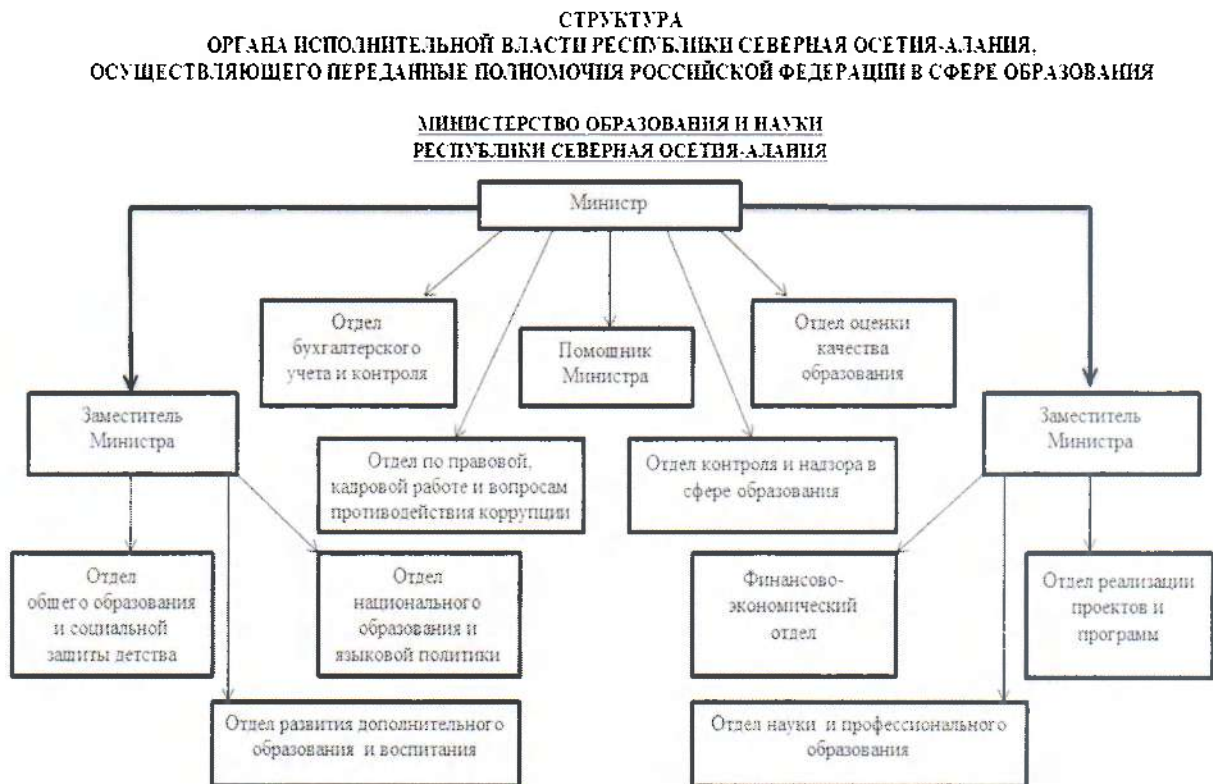 СТРУКТУРА
ОРГАНА ИСПОЛНИТЕЛЬНОЙ ВЛАСТИ РЕСПУБЛИКИ СЕВЕРНАЯ ОСЕТИЯ-АЛАНИЯ,
ОСУЩЕСТВЛЯЮЩЕГО ПЕРЕДАННЫЕ ПОЛНОМОЧИЯ РОССИЙСКОЙ ФЕДЕРАЦИИ В СФЕРЕ ОБРАЗОВАНИЯ
МИНИСТЕРСТВО ОБРАЗОВАНИЯ И НАУКИ
РЕСПУБЛИКИ СЕВЕРНАЯ ОСЕТИЯ-АЛАНИЯ
Министр
Отдел
бухгалтерского
учета и контроля
Помощник
Министра
Отдел оценки
качества
образования
Заместитель
Министра
Отдел по правовой,
кадровой работе и вопросам
противодействия коррупции
Отдел контроля и надзора в
сфере образования
Заместитель
Министра
Отдел
общего образования
и социальной
защиты детства
Отдел
национального
образования и
языковой политики
Финансово-
экономический
отдел
Отдел реализации
проектов и
программ
Отдел развития дополнительного
образования и воспитания
Отдел науки и профессионального
образования